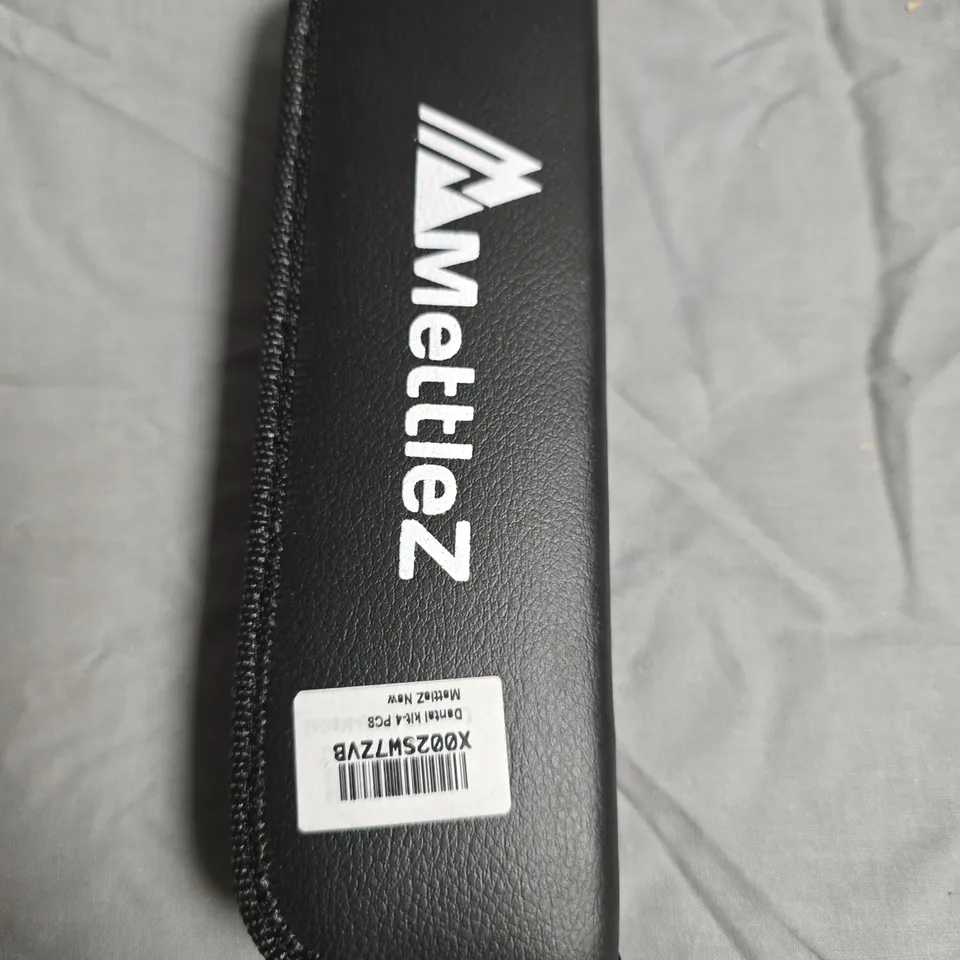 MettleZ
X002SW7ZVB
Dental kit-4 PCS
MettleZ New